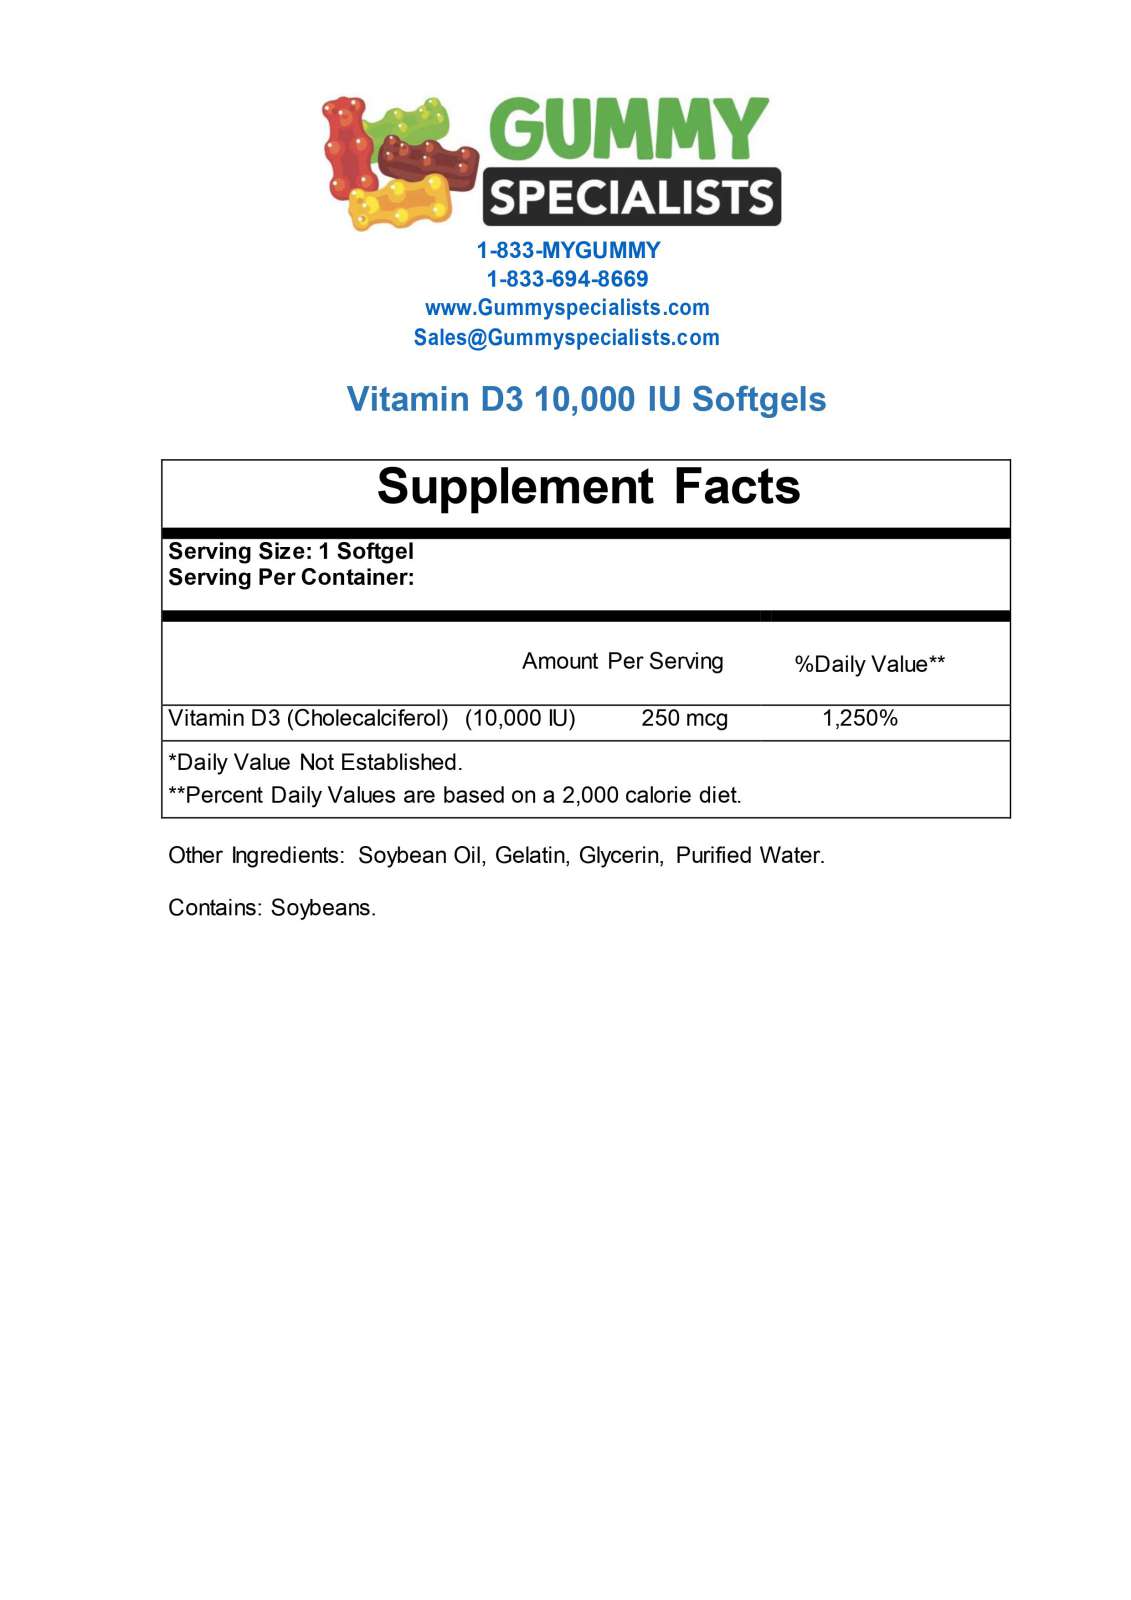 GUMMY
SPECIALISTS
1-833-MYGUMMY
1-833-694-8669
www.Gummyspecialists.com
Sales@Gummyspecialists.com
Vitamin D3 10,000 IU Softgels
Supplement Facts
Serving Size: 1 Softgel
Serving Per Container:
Amount Per Serving %Daily Value**
Vitamin D3 (Cholecalciferol) (10,000 IU) 250 mcg 1,250%
*Daily Value Not Established.
**Percent Daily Values are based on a 2,000 calorie diet.
Other Ingredients: Soybean Oil, Gelatin, Glycerin, Purified Water.
Contains: Soybeans.